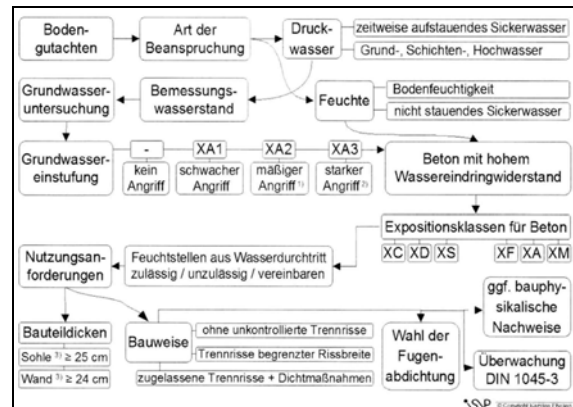 Boden-
gutachten
Art der
Beanspruchung
Druck-
wasser
zeitweise aufstauendes Sickerwasser
Grund-, Schichten-, Hochwasser
Grundwasser-
untersuchung
Bemessungs-
wasserstand
Feuchte
Bodenfeuchtigkeit
nicht stauendes Sickerwasser
Grundwasser-
einstufung
-
kein
Angriff
XA1
schwacher
Angriff
XA2
mäßiger
Angriff 1)
XA3
starker
Angriff 2)
Beton mit hohem
Wassereindringwiderstand
Expositionsklassen für Beton
XC XD XS XF XA XM
Nutzungsan-
forderungen
Feuchtstellen aus Wasserdurchtritt
zulässig / unzulässig / vereinbaren
Bauteildicken
Sohle 3) ≥ 25 cm
Wand 3) ≥ 24 cm
Bauweise
ohne unkontrollierte Trennrisse
Trennrisse begrenzter Rissbreite
zugelassene Trennrisse + Dichtmaßnahmen
Wahl der
Fugen-
abdichtung
ggf. bauphy-
sikalische
Nachweise
Überwachung
DIN 1045-3